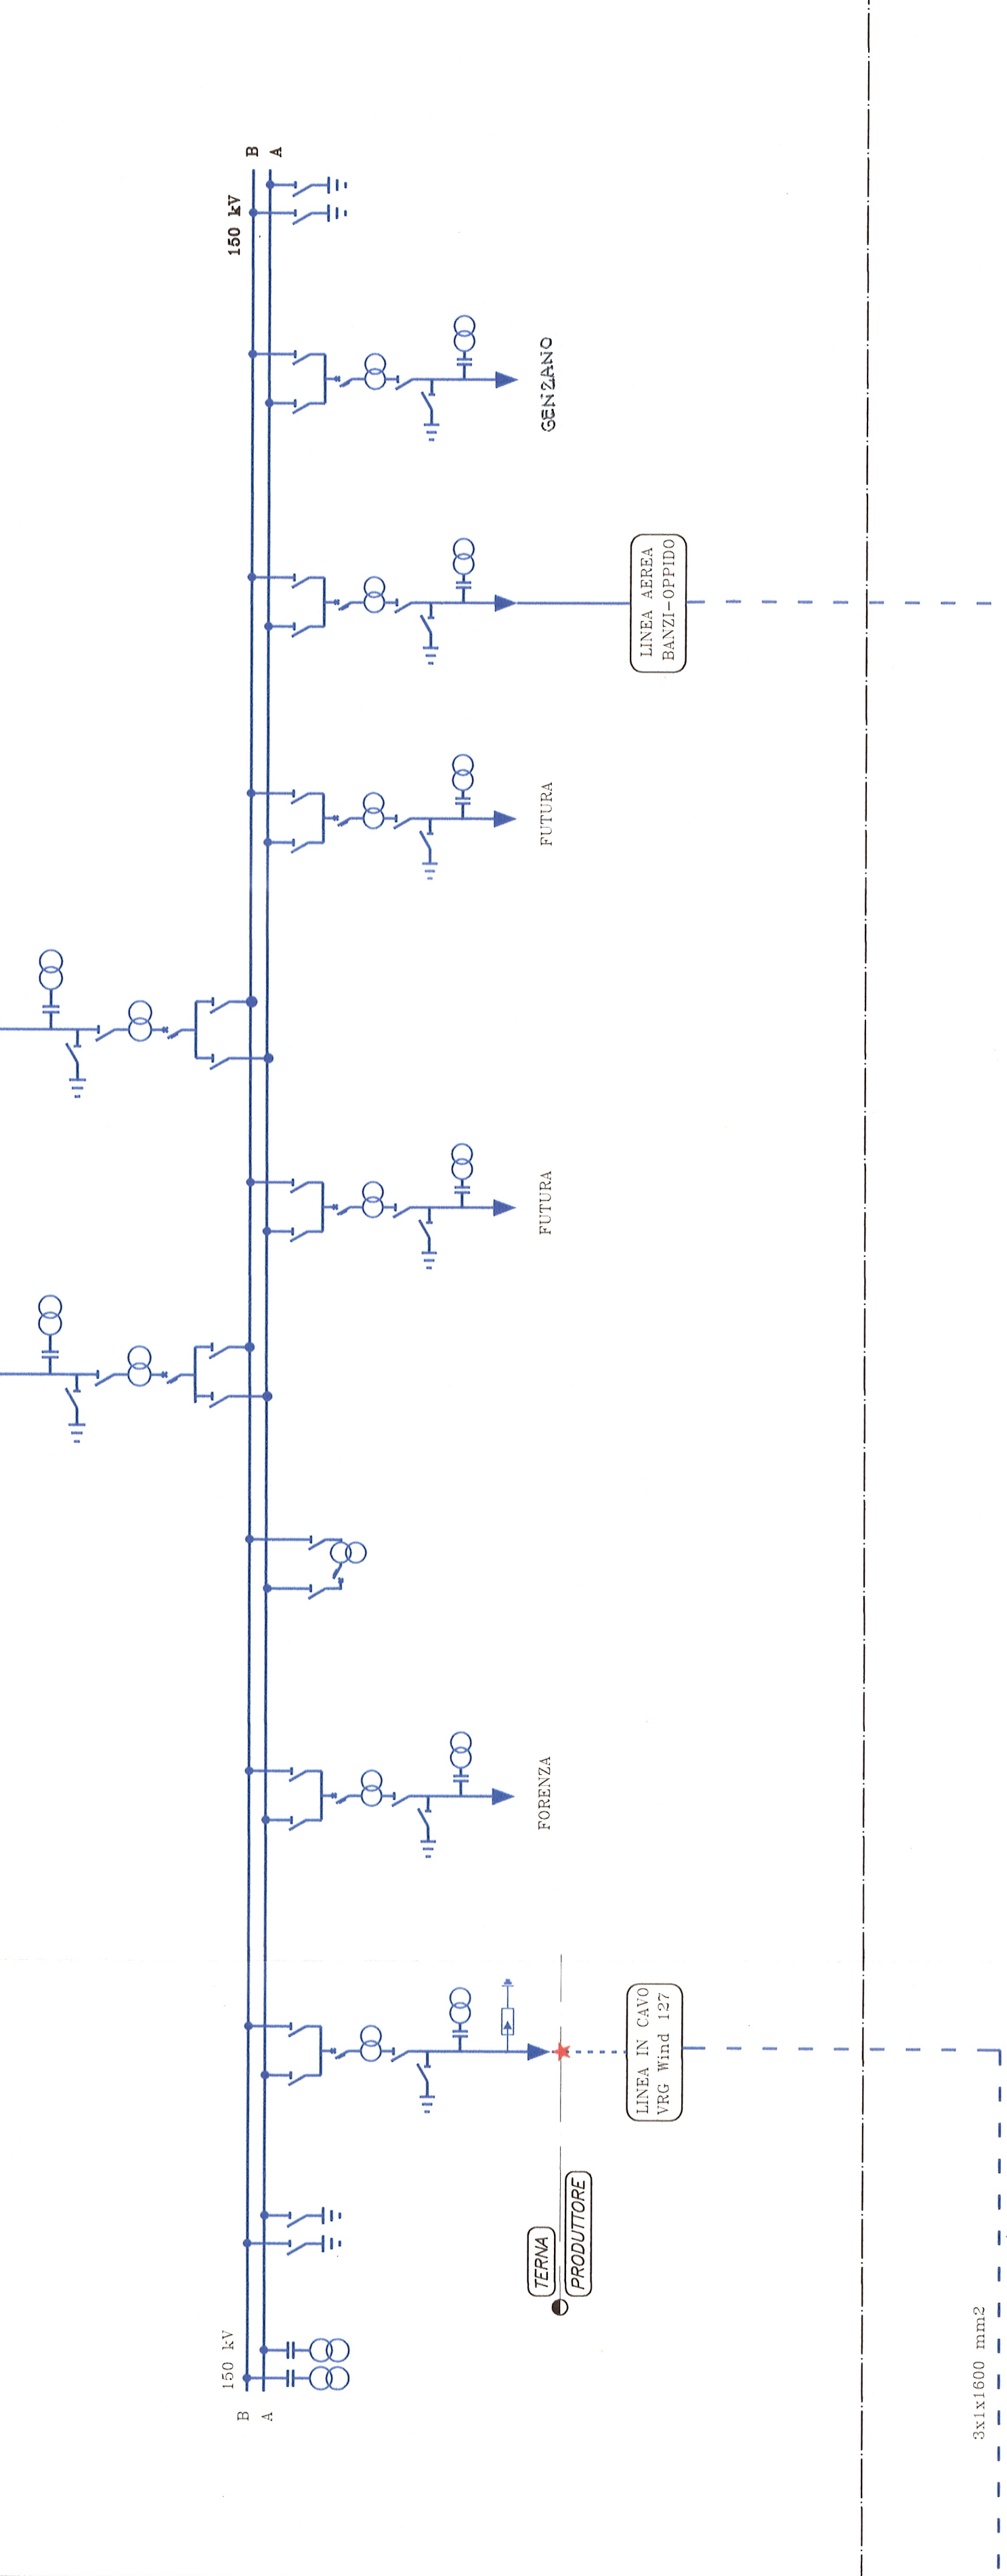 150 kV
B
A
TERNA
PRODUTTORE
LINEA IN CAVO
VRG Wind 127
FORENZA
FUTURA
FUTURA
LINEA AEREA
BANZI-OPPIDO
GENZANO
150 kV
B
A
3x1x1600 mm2